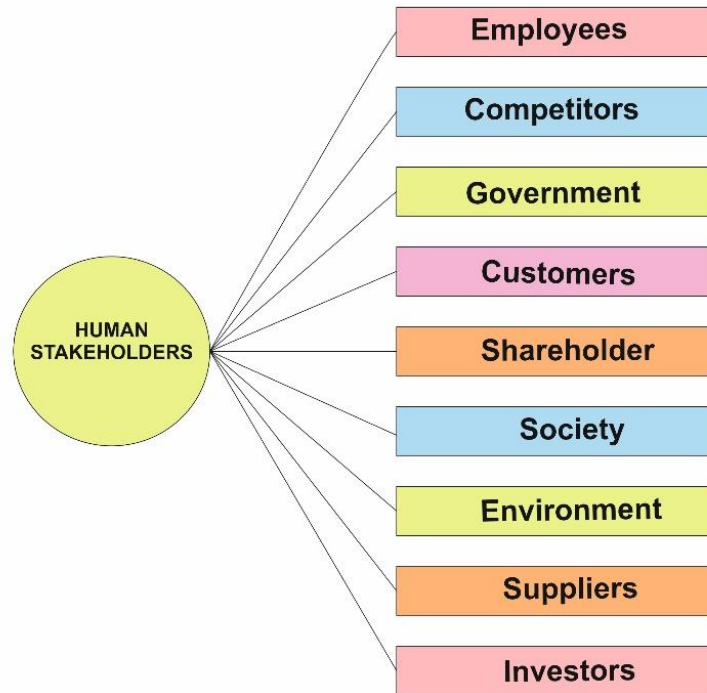 Employees
Competitors
Government
Customers
HUMAN
STAKEHOLDERS
Shareholder
Society
Environment
Suppliers
Investors